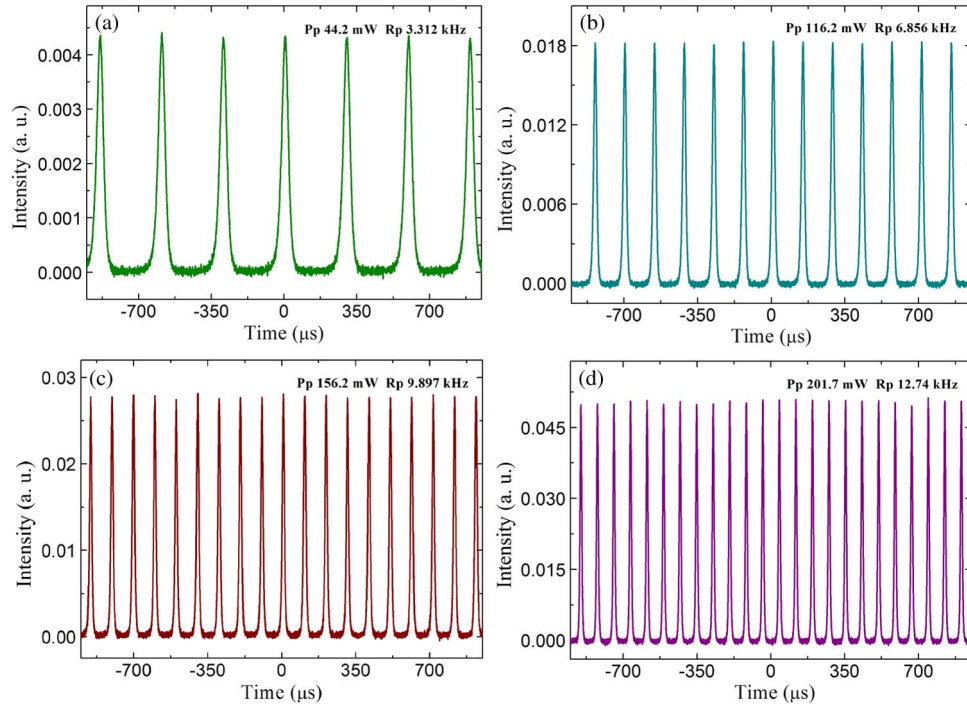 (a)
Pp 44.2 mW Rp 3.312 kHz
0.004
0.003
0.002
0.001
0.000
Intensity (a. u.)
-700
-350
0
350
700
Time (μs)
(b)
Pp 116.2 mW Rp 6.856 kHz
0.018
0.012
0.006
0.000
Intensity (a. u.)
-700
-350
0
350
700
Time (μs)
(c)
Pp 156.2 mW Rp 9.897 kHz
0.03
0.02
0.01
0.00
Intensity (a. u.)
-700
-350
0
350
700
Time (μs)
(d)
Pp 201.7 mW Rp 12.74 kHz
0.045
0.030
0.015
0.000
Intensity (a. u.)
-700
-350
0
350
700
Time (μs)